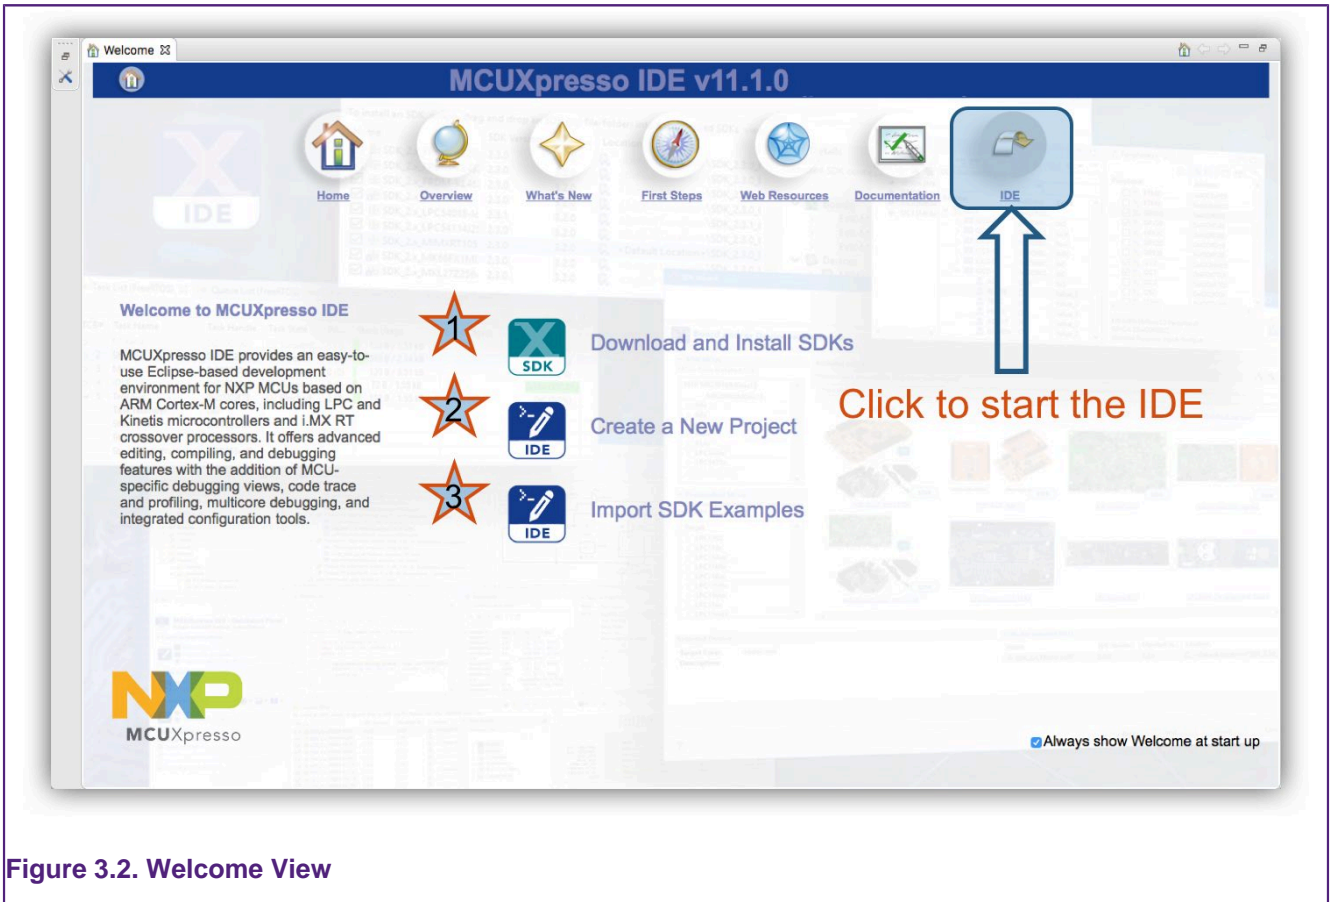 Welcome
MCUXpresso IDE v11.1.0
IDE
Home
Overview
What's New
First Steps
Web Resources
Documentation
IDE
Click to start the IDE
Welcome to MCUXpresso IDE
MCUXpresso IDE provides an easy-to-
use Eclipse-based development
environment for NXP MCUs based on
ARM Cortex-M cores, including LPC and
Kinetis microcontrollers and i.MX RT
crossover processors. It offers advanced
editing, compiling, and debugging
features with the addition of MCU-
specific debugging views, code trace
and profiling, multicore debugging, and
integrated configuration tools.
1
SDK
Download and Install SDKs
2
IDE
Create a New Project
3
IDE
Import SDK Examples
NXP
MCUXpresso
Always show Welcome at start up
Figure 3.2. Welcome View